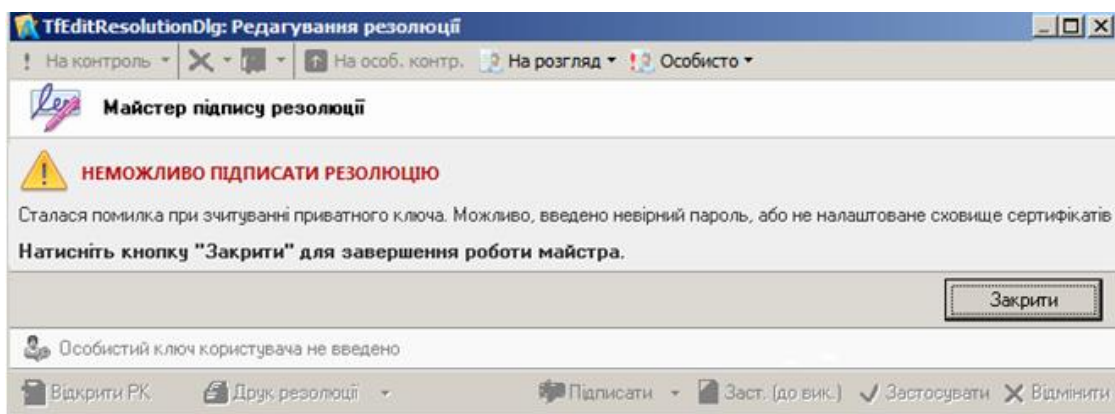 TfEditResolutionDlg: Редагування резолюції
На контроль На особ. контр. На розгляд Особисто
Майстер підпису резолюції
НЕМОЖЛИВО ПІДПИСАТИ РЕЗОЛЮЦІЮ
Сталася помилка при зчитуванні приватного ключа. Можливо, введено невірний пароль, або не налаштоване сховище сертифікатів
Натисніть кнопку "Закрити" для завершення роботи майстра.
Закрити
Особистий ключ користувача не введено
Відкрити РК Друк резолюції Підписати Заст. (до вик.) Застосувати Відмінити